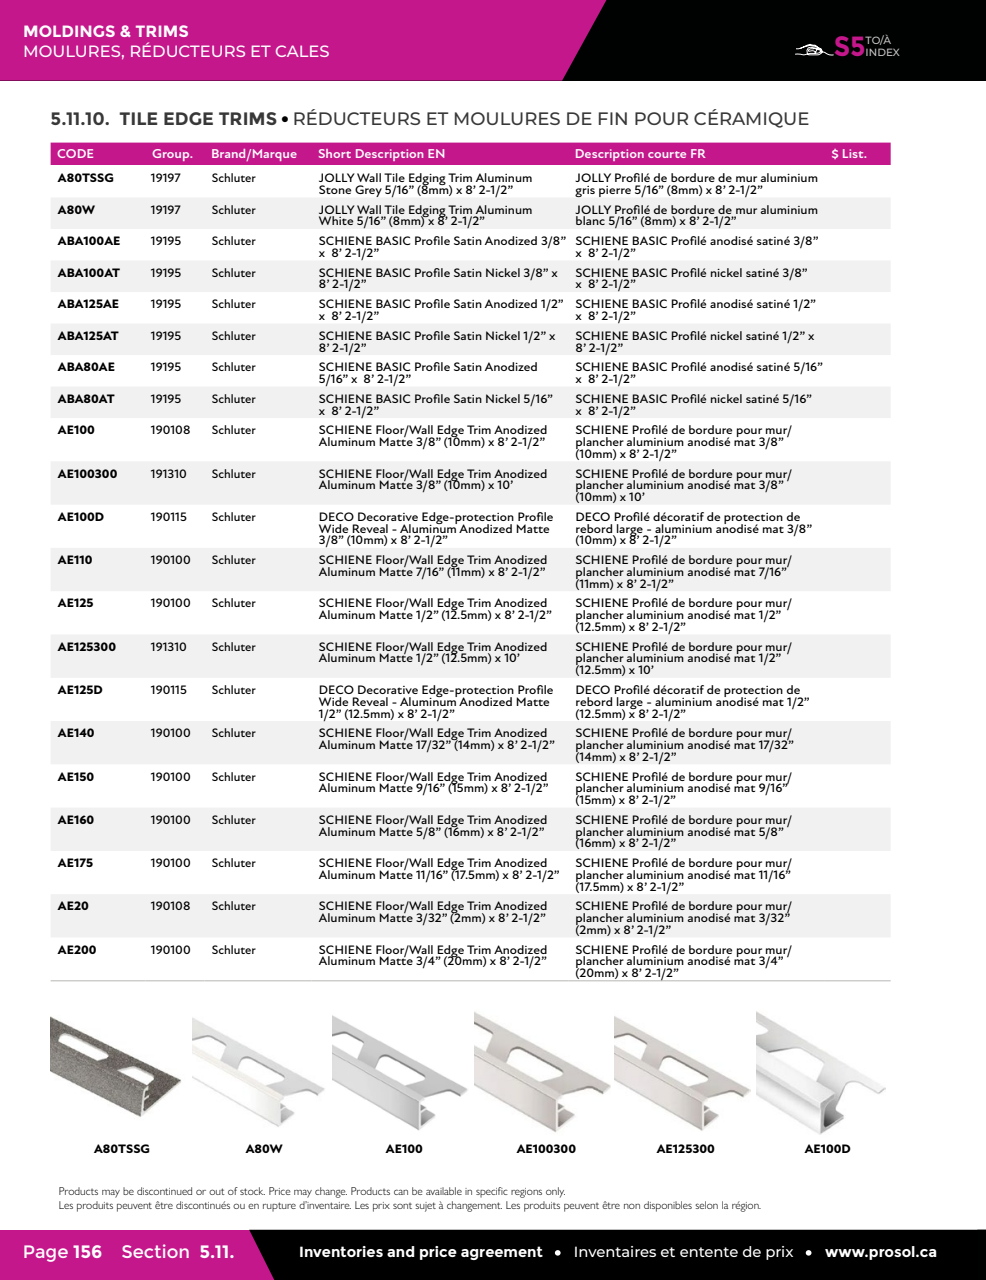 MOLDINGS & TRIMS
MOULURES, RÉDUCTEURS ET CALES
S5 TO/À INDEX
5.11.10. TILE EDGE TRIMS • RÉDUCTEURS ET MOULURES DE FIN POUR CÉRAMIQUE
CODE Group. Brand/Marque Short Description EN Description courte FR $ List.
A80TSSG 19197 Schluter JOLLY Wall Tile Edging Trim Aluminum JOLLY Profilé de bordure de mur aluminium
Stone Grey 5/16” (8mm) x 8’ 2-1/2” gris pierre 5/16” (8mm) x 8’ 2-1/2”
A80W 19197 Schluter JOLLY Wall Tile Edging Trim Aluminum JOLLY Profilé de bordure de mur aluminium
White 5/16” (8mm) x 8’ 2-1/2” blanc 5/16” (8mm) x 8’ 2-1/2”
ABA100AE 19195 Schluter SCHIENE BASIC Profile Satin Anodized 3/8” SCHIENE BASIC Profilé anodisé satiné 3/8”
x 8’ 2-1/2” x 8’ 2-1/2”
ABA100AT 19195 Schluter SCHIENE BASIC Profile Satin Nickel 3/8” x SCHIENE BASIC Profilé nickel satiné 3/8”
8’ 2-1/2” x 8’ 2-1/2”
ABA125AE 19195 Schluter SCHIENE BASIC Profile Satin Anodized 1/2” SCHIENE BASIC Profilé anodisé satiné 1/2”
x 8’ 2-1/2” x 8’ 2-1/2”
ABA125AT 19195 Schluter SCHIENE BASIC Profile Satin Nickel 1/2” x SCHIENE BASIC Profilé nickel satiné 1/2” x
8’ 2-1/2” 8’ 2-1/2”
ABA80AE 19195 Schluter SCHIENE BASIC Profile Satin Anodized SCHIENE BASIC Profilé anodisé satiné 5/16”
5/16” x 8’ 2-1/2” x 8’ 2-1/2”
ABA80AT 19195 Schluter SCHIENE BASIC Profile Satin Nickel 5/16” SCHIENE BASIC Profilé nickel satiné 5/16”
x 8’ 2-1/2” x 8’ 2-1/2”
AE100 190108 Schluter SCHIENE Floor/Wall Edge Trim Anodized SCHIENE Profilé de bordure pour mur/
Aluminum Matte 3/8” (10mm) x 8’ 2-1/2” plancher aluminium anodisé mat 3/8”
(10mm) x 8’ 2-1/2”
AE100300 191310 Schluter SCHIENE Floor/Wall Edge Trim Anodized SCHIENE Profilé de bordure pour mur/
Aluminum Matte 3/8” (10mm) x 10’ plancher aluminium anodisé mat 3/8”
(10mm) x 10’
AE100D 190115 Schluter DECO Decorative Edge-protection Profile DECO Profilé décoratif de protection de
Wide Reveal - Aluminum Anodized Matte rebord large - aluminium anodisé mat 3/8”
3/8” (10mm) x 8’ 2-1/2” (10mm) x 8’ 2-1/2”
AE110 190100 Schluter SCHIENE Floor/Wall Edge Trim Anodized SCHIENE Profilé de bordure pour mur/
Aluminum Matte 7/16” (11mm) x 8’ 2-1/2” plancher aluminium anodisé mat 7/16”
(11mm) x 8’ 2-1/2”
AE125 190100 Schluter SCHIENE Floor/Wall Edge Trim Anodized SCHIENE Profilé de bordure pour mur/
Aluminum Matte 1/2” (12.5mm) x 8’ 2-1/2” plancher aluminium anodisé mat 1/2”
(12.5mm) x 8’ 2-1/2”
AE125300 191310 Schluter SCHIENE Floor/Wall Edge Trim Anodized SCHIENE Profilé de bordure pour mur/
Aluminum Matte 1/2” (12.5mm) x 10’ plancher aluminium anodisé mat 1/2”
(12.5mm) x 10’
AE125D 190115 Schluter DECO Decorative Edge-protection Profile DECO Profilé décoratif de protection de
Wide Reveal - Aluminum Anodized Matte rebord large - aluminium anodisé mat 1/2”
1/2” (12.5mm) x 8’ 2-1/2” (12.5mm) x 8’ 2-1/2”
AE140 190100 Schluter SCHIENE Floor/Wall Edge Trim Anodized SCHIENE Profilé de bordure pour mur/
Aluminum Matte 17/32” (14mm) x 8’ 2-1/2” plancher aluminium anodisé mat 17/32”
(14mm) x 8’ 2-1/2”
AE150 190100 Schluter SCHIENE Floor/Wall Edge Trim Anodized SCHIENE Profilé de bordure pour mur/
Aluminum Matte 9/16” (15mm) x 8’ 2-1/2” plancher aluminium anodisé mat 9/16”
(15mm) x 8’ 2-1/2”
AE160 190100 Schluter SCHIENE Floor/Wall Edge Trim Anodized SCHIENE Profilé de bordure pour mur/
Aluminum Matte 5/8” (16mm) x 8’ 2-1/2” plancher aluminium anodisé mat 5/8”
(16mm) x 8’ 2-1/2”
AE175 190100 Schluter SCHIENE Floor/Wall Edge Trim Anodized SCHIENE Profilé de bordure pour mur/
Aluminum Matte 11/16” (17.5mm) x 8’ 2-1/2” plancher aluminium anodisé mat 11/16”
(17.5mm) x 8’ 2-1/2”
AE20 190108 Schluter SCHIENE Floor/Wall Edge Trim Anodized SCHIENE Profilé de bordure pour mur/
Aluminum Matte 3/32” (2mm) x 8’ 2-1/2” plancher aluminium anodisé mat 3/32”
(2mm) x 8’ 2-1/2”
AE200 190100 Schluter SCHIENE Floor/Wall Edge Trim Anodized SCHIENE Profilé de bordure pour mur/
Aluminum Matte 3/4” (20mm) x 8’ 2-1/2” plancher aluminium anodisé mat 3/4”
(20mm) x 8’ 2-1/2”
A80TSSG A80W AE100 AE100300 AE125300 AE100D
Products may be discontinued or out of stock. Price may change. Products can be available in specific regions only.
Les produits peuvent être discontinués ou en rupture d’inventaire. Les prix sont sujet à changement. Les produits peuvent être non disponibles selon la région.
Page 156 Section 5.11. Inventories and price agreement • Inventaires et entente de prix • www.prosol.ca